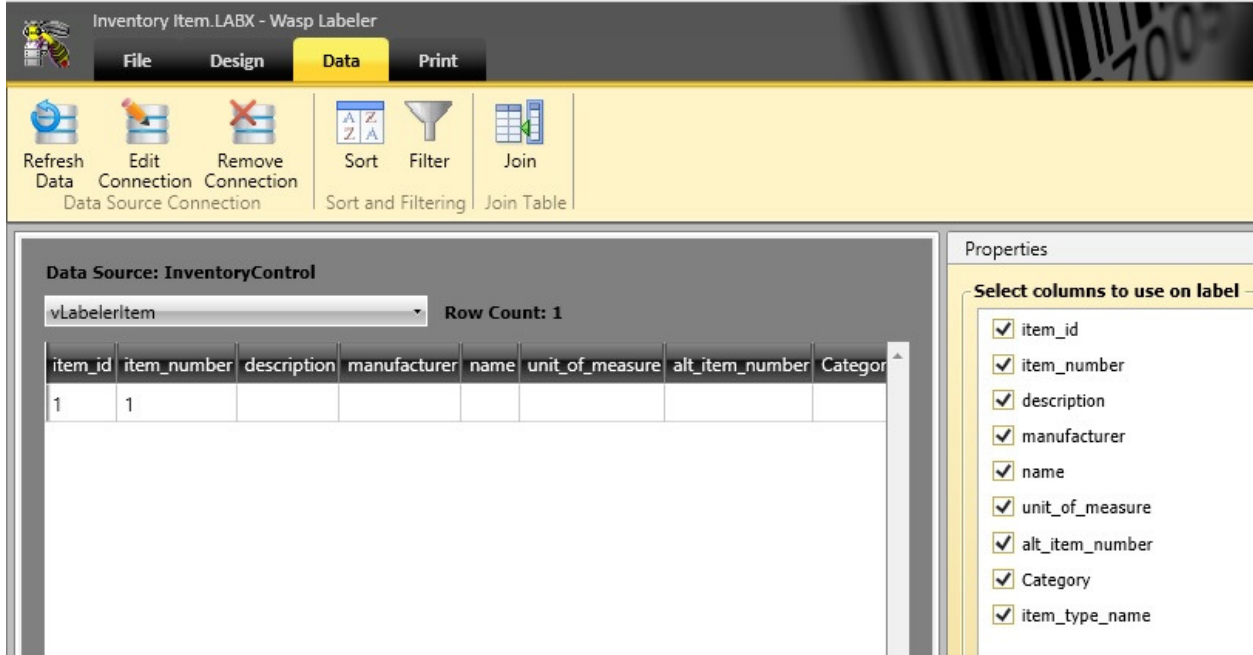 Inventory Item.LABX - Wasp Labeler
File Design Data Print
Refresh Data
Edit Connection
Remove Connection
Sort
Filter
Join
Data Source Connection
Sort and Filtering
Join Table
Data Source: InventoryControl
vLabelerItem
Row Count: 1
item_id item_number description manufacturer name unit_of_measure alt_item_number Categor
1 1
Properties
Select columns to use on label
item_id
item_number
description
manufacturer
name
unit_of_measure
alt_item_number
Category
item_type_name